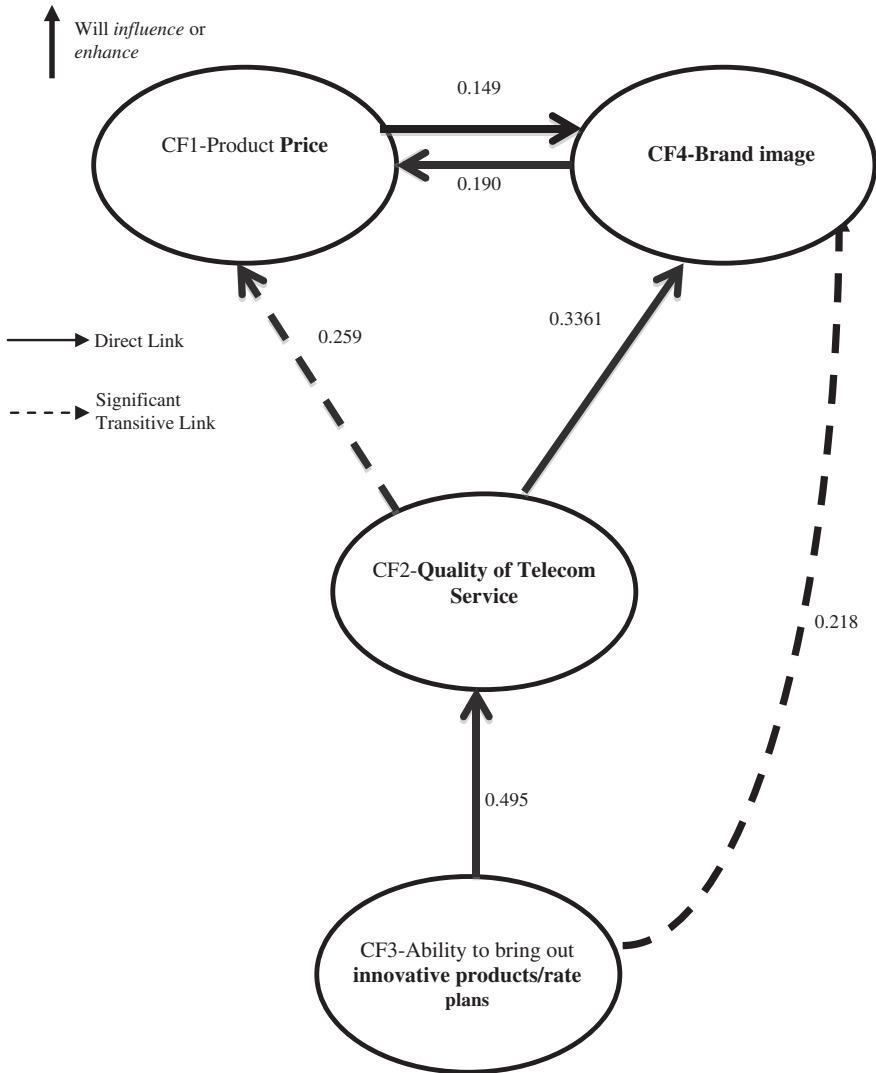 Will influence or
enhance
0.149
CF1-Product Price
CF4-Brand image
0.190
0.259
0.3361
Direct Link
Significant
Transitive Link
CF2-Quality of Telecom
Service
0.218
0.495
CF3-Ability to bring out
innovative products/rate
plans